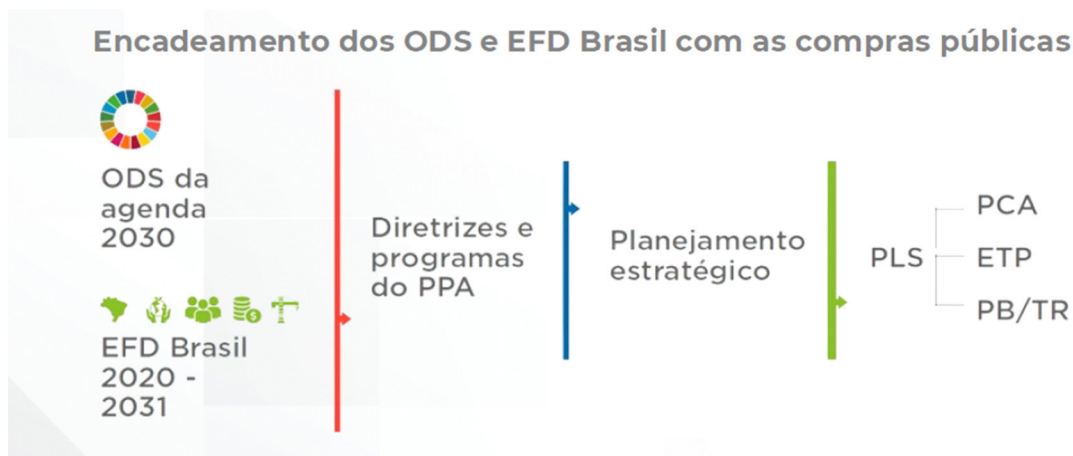 Encadeamento dos ODS e EFD Brasil com as compras públicas
ODS da
agenda
2030
EFD Brasil
2020 -
2031
Diretrizes e
programas
do PPA
Planejamento
estratégico
PLS
PCA
ETP
PB/TR